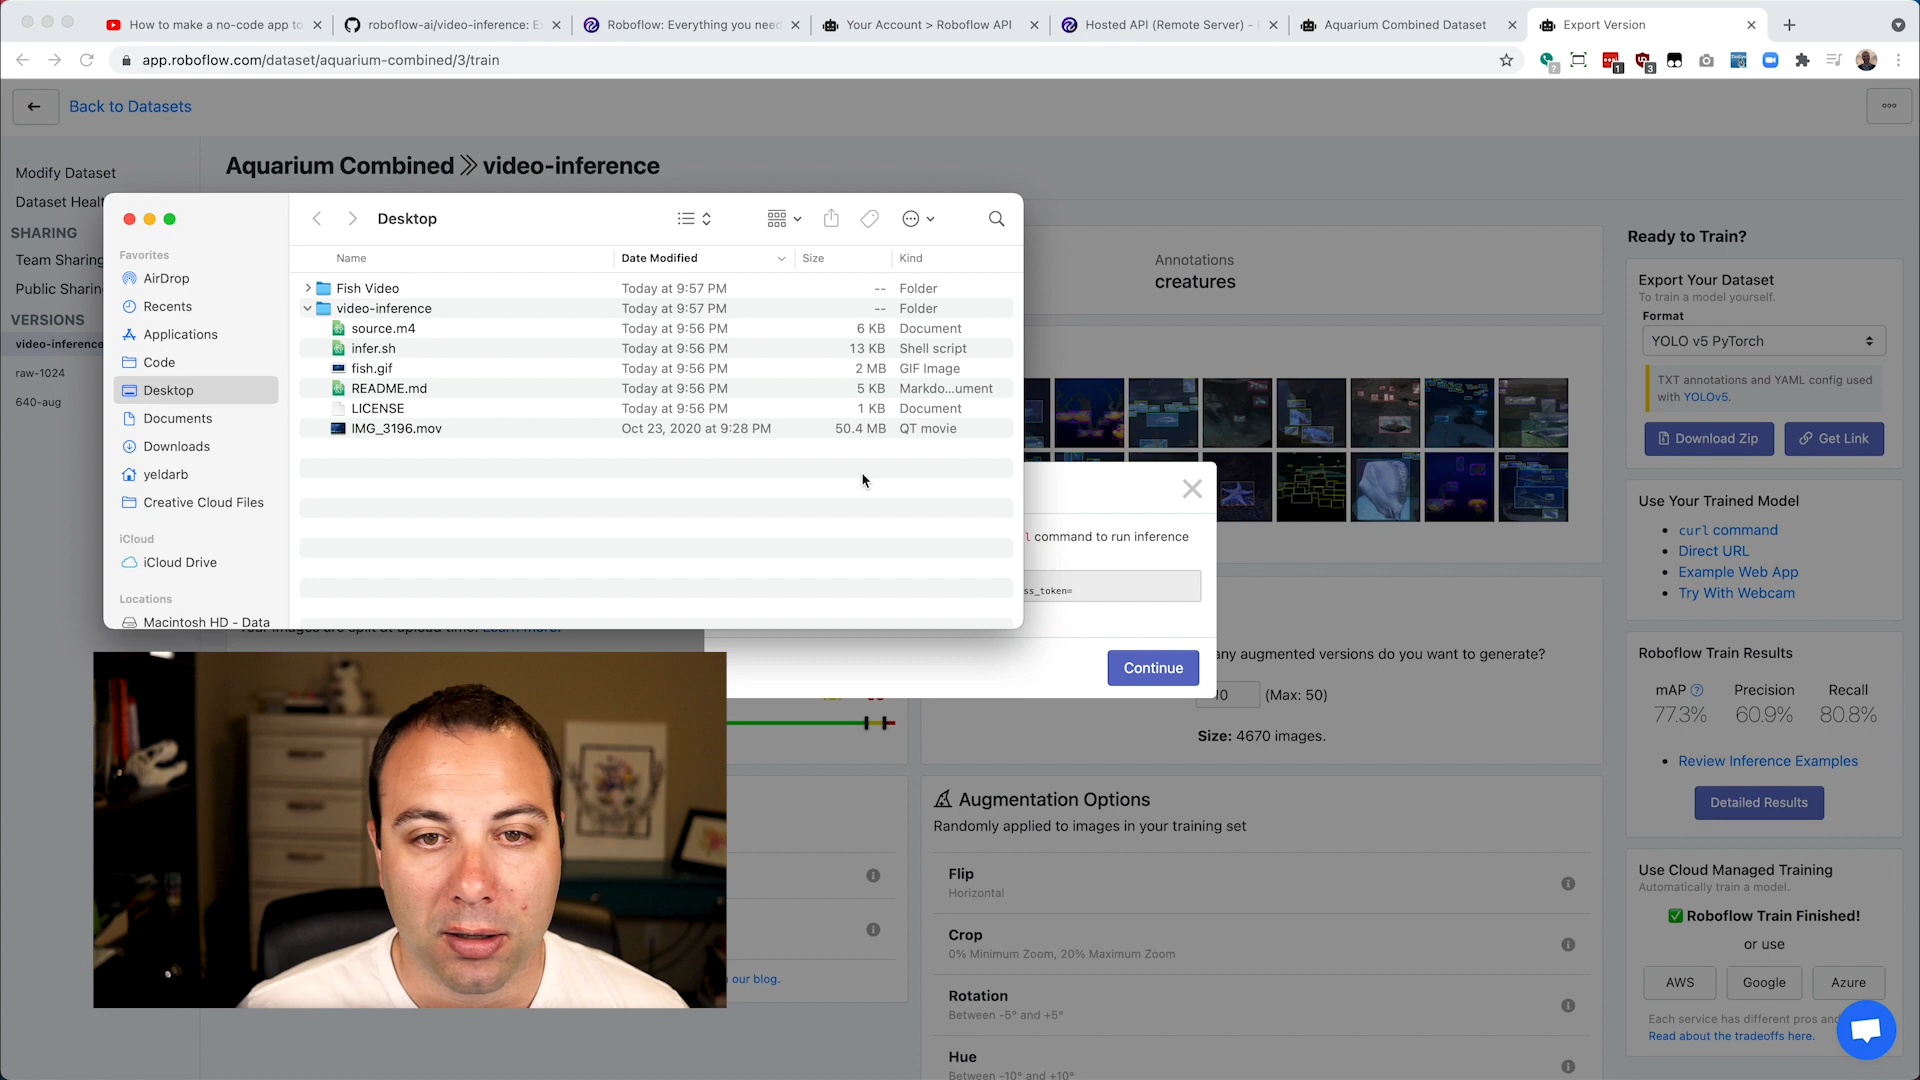 How to make a no-code app to
roboflow-ai/video-inference: E
Roboflow: Everything you need
Your Account > Roboflow API
Hosted API (Remote Server) -
Aquarium Combined Dataset
Export Version
app.roboflow.com/dataset/aquarium-combined/3/train
Back to Datasets
Aquarium Combined >> video-inference
Modify Dataset
Dataset Healt
SHARING
Team Sharing
Public Sharin
VERSIONS
video-inference
raw-1024
640-aug
Desktop
Favorites
AirDrop
Recents
Applications
Code
Desktop
Documents
Downloads
yeldarb
Creative Cloud Files
iCloud
iCloud Drive
Locations
Macintosh HD - Data
Name Date Modified Size Kind
Fish Video Today at 9:57 PM -- Folder
video-inference Today at 9:57 PM -- Folder
source.m4 Today at 9:56 PM 6 KB Document
infer.sh Today at 9:56 PM 13 KB Shell script
fish.gif Today at 9:56 PM 2 MB GIF Image
README.md Today at 9:56 PM 5 KB Markdo...ument
LICENSE Today at 9:56 PM 1 KB Document
IMG_3196.mov Oct 23, 2020 at 9:28 PM 50.4 MB QT movie
Annotations
creatures
l command to run inference
ss_token=
Continue
any augmented versions do you want to generate?
10 (Max: 50)
Size: 4670 images.
our blog.
Augmentation Options
Randomly applied to images in your training set
Flip
Horizontal
Crop
0% Minimum Zoom, 20% Maximum Zoom
Rotation
Between -5° and +5°
Hue
Between -10° and +10°
Ready to Train?
Export Your Dataset
To train a model yourself.
Format
YOLO v5 PyTorch
TXT annotations and YAML config used
with YOLOv5.
Download Zip
Get Link
Use Your Trained Model
curl command
Direct URL
Example Web App
Try With Webcam
Roboflow Train Results
mAP Precision Recall
77.3% 60.9% 80.8%
Review Inference Examples
Detailed Results
Use Cloud Managed Training
Automatically train a model.
Roboflow Train Finished!
or use
AWS Google Azure
Each service has different pros and
Read about the tradeoffs here.